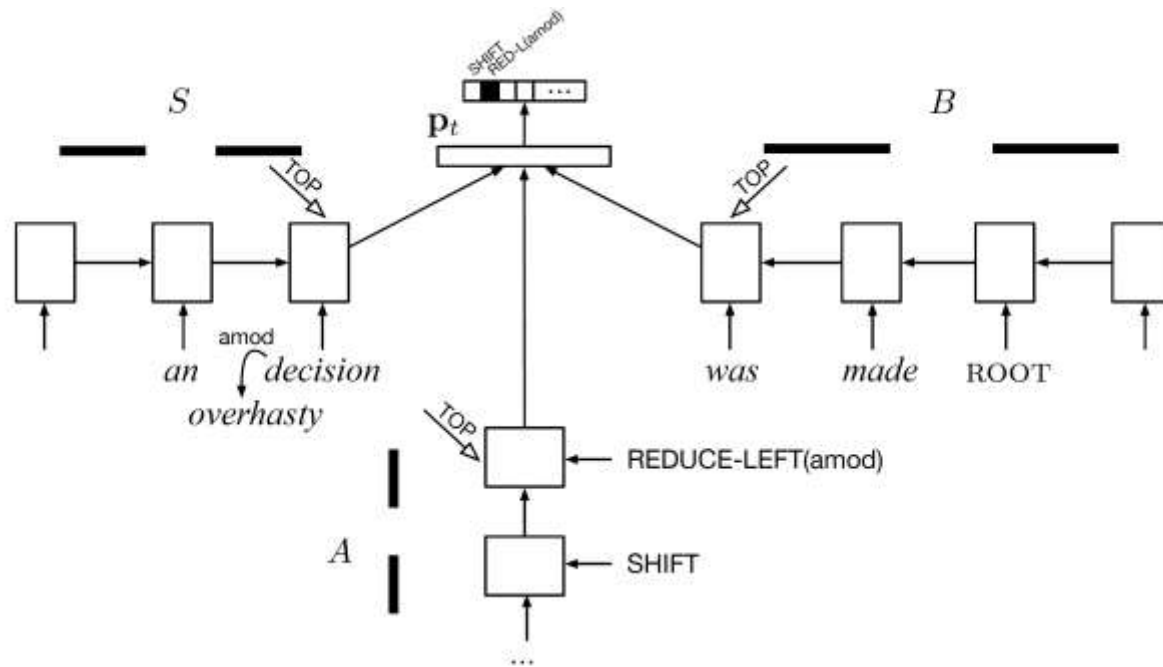 SHIFT
RED-L(amod)
...
S
p_t
B
TOP
TOP
amod
an decision was made ROOT
overhasty
TOP
REDUCE-LEFT(amod)
A
SHIFT
...